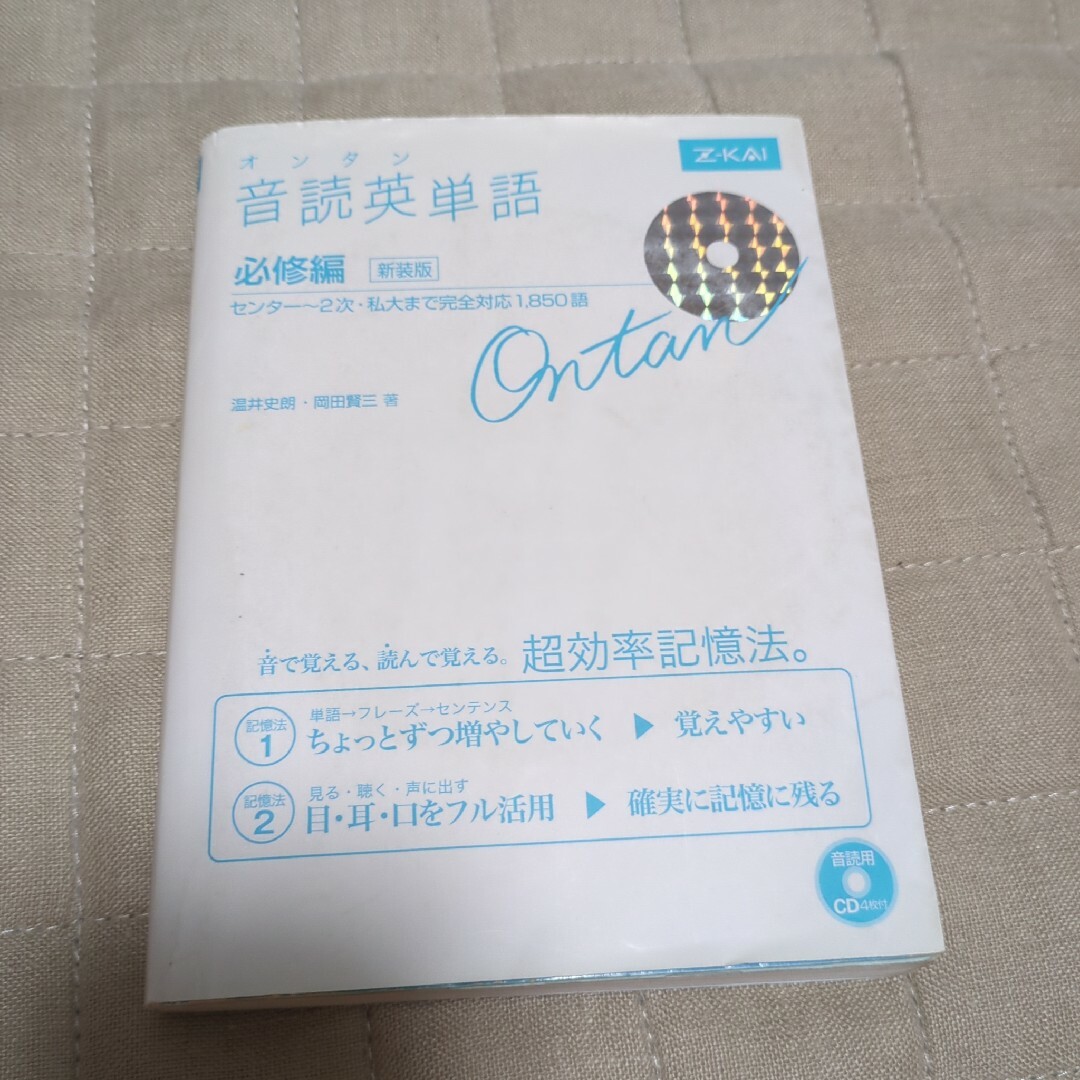 オンタン
Z-KAI
音読英単語
必修編 新装版
センター〜2次・私大まで完全対応1,850語
Ontan
温井史朗・岡田賢三 著
音で覚える、読んで覚える。超効率記憶法。
単語→フレーズ→センテンス
記憶法1 ちょっとずつ増やしていく ▶ 覚えやすい
見る・聴く・声に出す
記憶法2 目・耳・口をフル活用 ▶ 確実に記憶に残る
音読用
CD4枚付